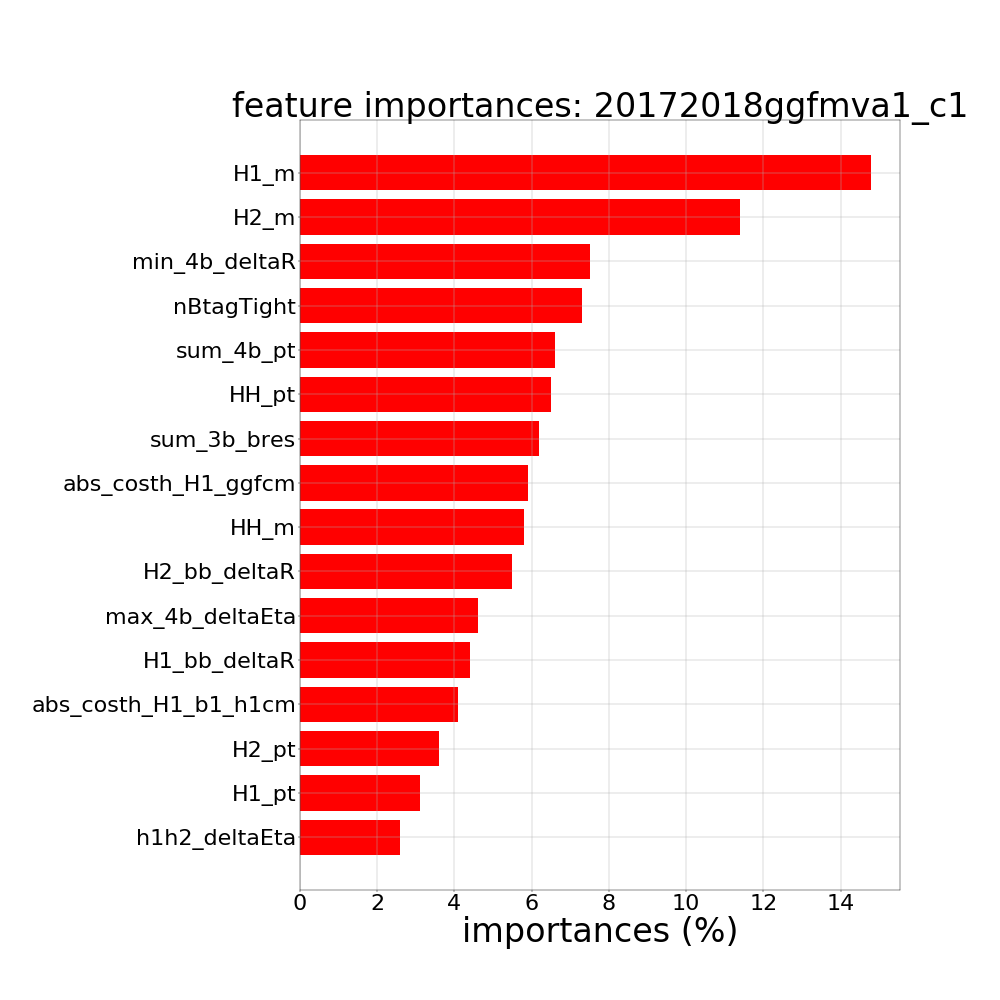 feature importances: 20172018ggfmva1_c1
H1_m
H2_m
min_4b_deltaR
nBtagTight
sum_4b_pt
HH_pt
sum_3b_bres
abs_costh_H1_ggfcm
HH_m
H2_bb_deltaR
max_4b_deltaEta
H1_bb_deltaR
abs_costh_H1_b1_h1cm
H2_pt
H1_pt
h1h2_deltaEta
0 2 4 6 8 10 12 14
importances (%)